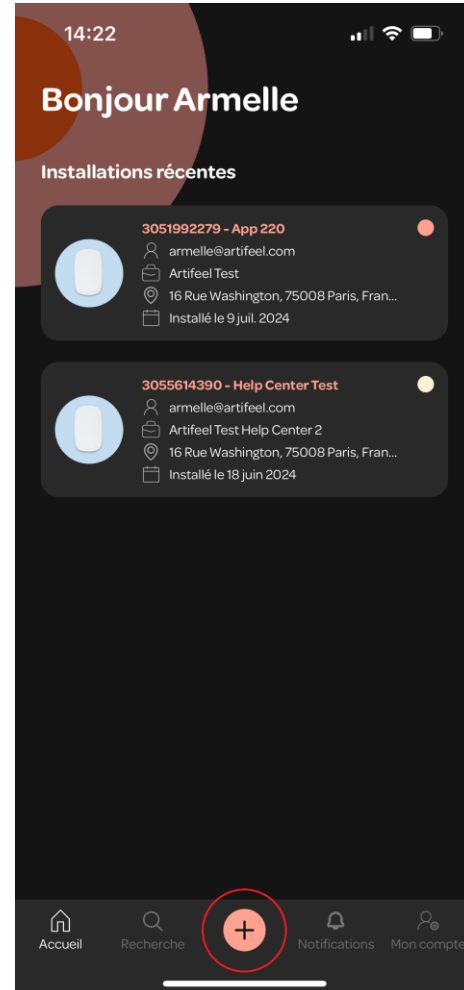 14:22
Bonjour Armelle
Installations récentes
3051992279 - App 220
armelle@artifeel.com
Artifeel Test
16 Rue Washington, 75008 Paris, Fran...
Installé le 9 juil. 2024
3055614390 - Help Center Test
armelle@artifeel.com
Artifeel Test Help Center 2
16 Rue Washington, 75008 Paris, Fran...
Installé le 18 juin 2024
Accueil
Recherche
Notifications
Mon compte